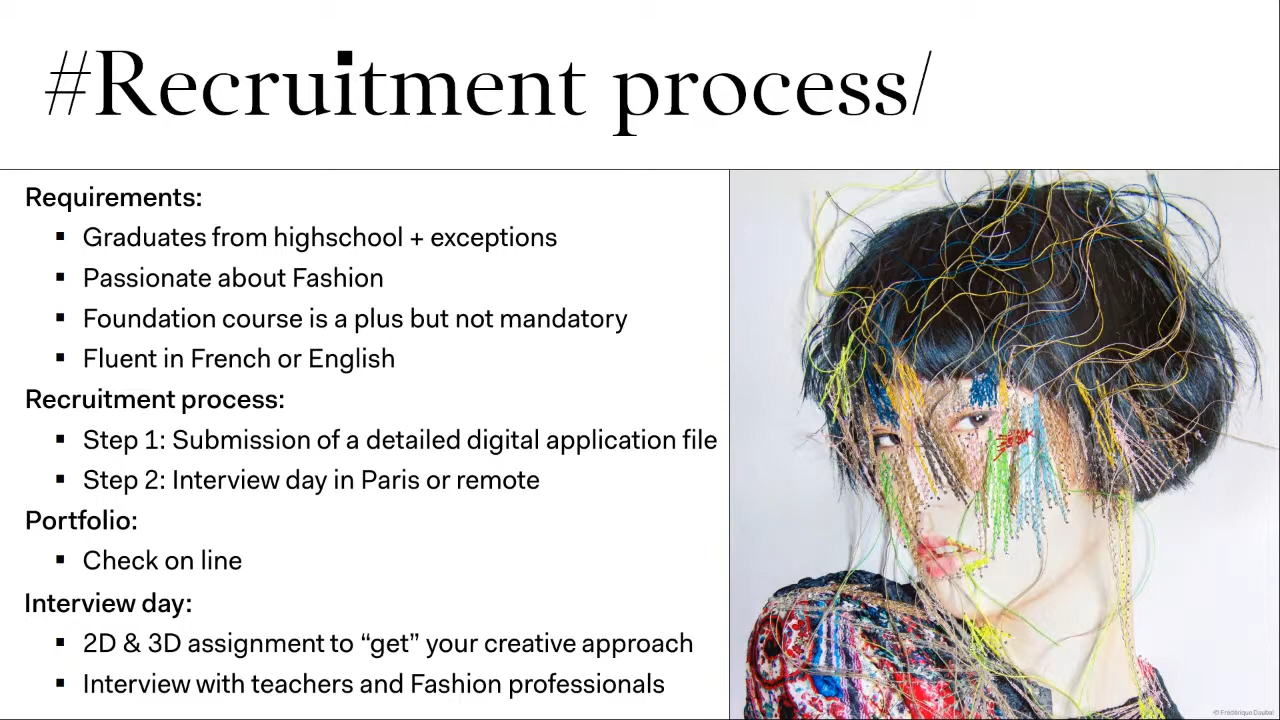 #Recruitment process/
Requirements:
▪ Graduates from highschool + exceptions
▪ Passionate about Fashion
▪ Foundation course is a plus but not mandatory
▪ Fluent in French or English
Recruitment process:
▪ Step 1: Submission of a detailed digital application file
▪ Step 2: Interview day in Paris or remote
Portfolio:
▪ Check on line
Interview day:
▪ 2D & 3D assignment to “get” your creative approach
▪ Interview with teachers and Fashion professionals
© Frédérique Daubal